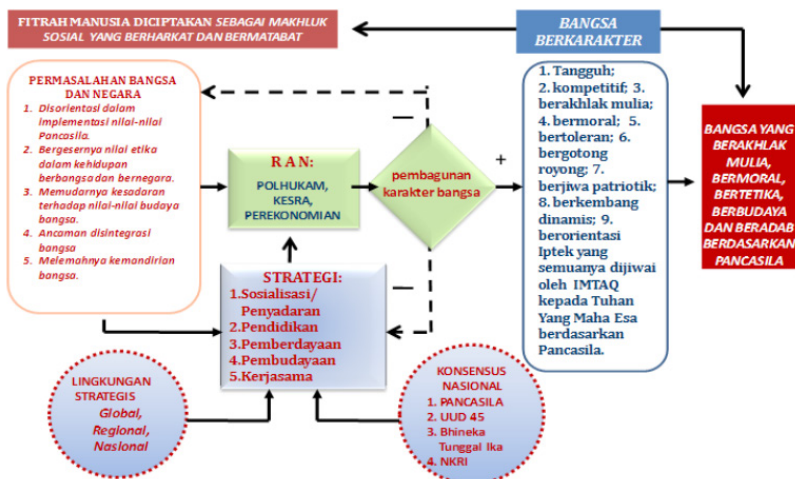 FITRAH MANUSIA DICIPTAKAN SEBAGAI MAKHLUK
SOSIAL YANG BERHARKAT DAN BERMATABAT
BANGSA
BERKARAKTER
PERMASALAHAN BANGSA
DAN NEGARA
1. Disorientasi dalam
implementasi nilai-nilai
Pancasila.
2. Bergesernya nilai etika
dalam kehidupan
berbangsa dan bernegara.
3. Memudarnya kesadaran
terhadap nilai-nilai budaya
bangsa.
4. Ancaman disintegrasi
bangsa
5. Melemahnya kemandirian
bangsa.
R A N:
POLHUKAM,
KESRA,
PEREKONOMIAN
—
pembagunan
karakter bangsa
+
—
1. Tangguh;
2. kompetitif; 3.
berakhlak mulia;
4. bermoral; 5.
bertoleran; 6.
bergotong
royong; 7.
berjiwa patriotik;
8. berkembang
dinamis; 9.
berorientasi
Iptek yang
semuanya dijiwai
oleh IMTAQ
kepada Tuhan
Yang Maha Esa
berdasarkan
Pancasila.
BANGSA YANG
BERAKHLAK
MULIA,
BERMORAL,
BERTETIKA,
BERBUDAYA
DAN BERADAB
BERDASARKAN
PANCASILA
STRATEGI:
1.Sosialisasi/
Penyadaran
2.Pendidikan
3.Pemberdayaan
4.Pembudayaan
5.Kerjasama
LINGKUNGAN
STRATEGIS
Global,
Regional,
Nasional
KONSENSUS
NASIONAL
1. PANCASILA
2. UUD 45
3. Bhineka
Tunggal Ika
4. NKRI